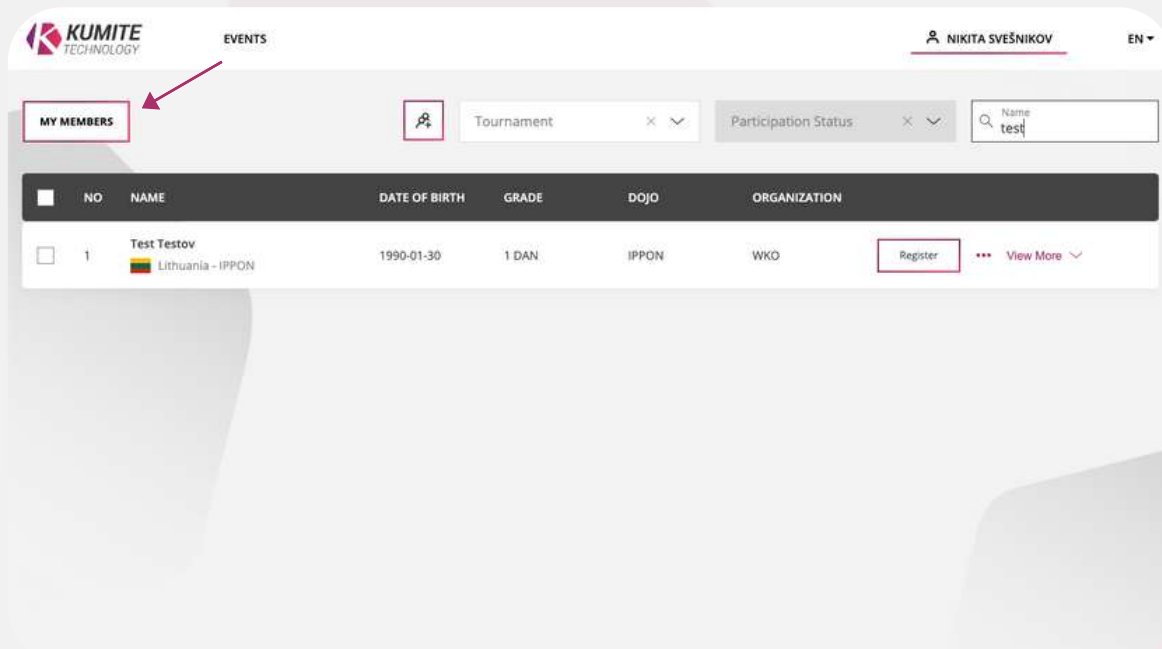 KUMITE
TECHNOLOGY
EVENTS
NIKITA SVEŠNIKOV
EN
MY MEMBERS
Tournament
Participation Status
Name
test
NO NAME DATE OF BIRTH GRADE DOJO ORGANIZATION
Test Testov
1 Lithuania - IPPON 1990-01-30 1 DAN IPPON WKO Register ••• View More